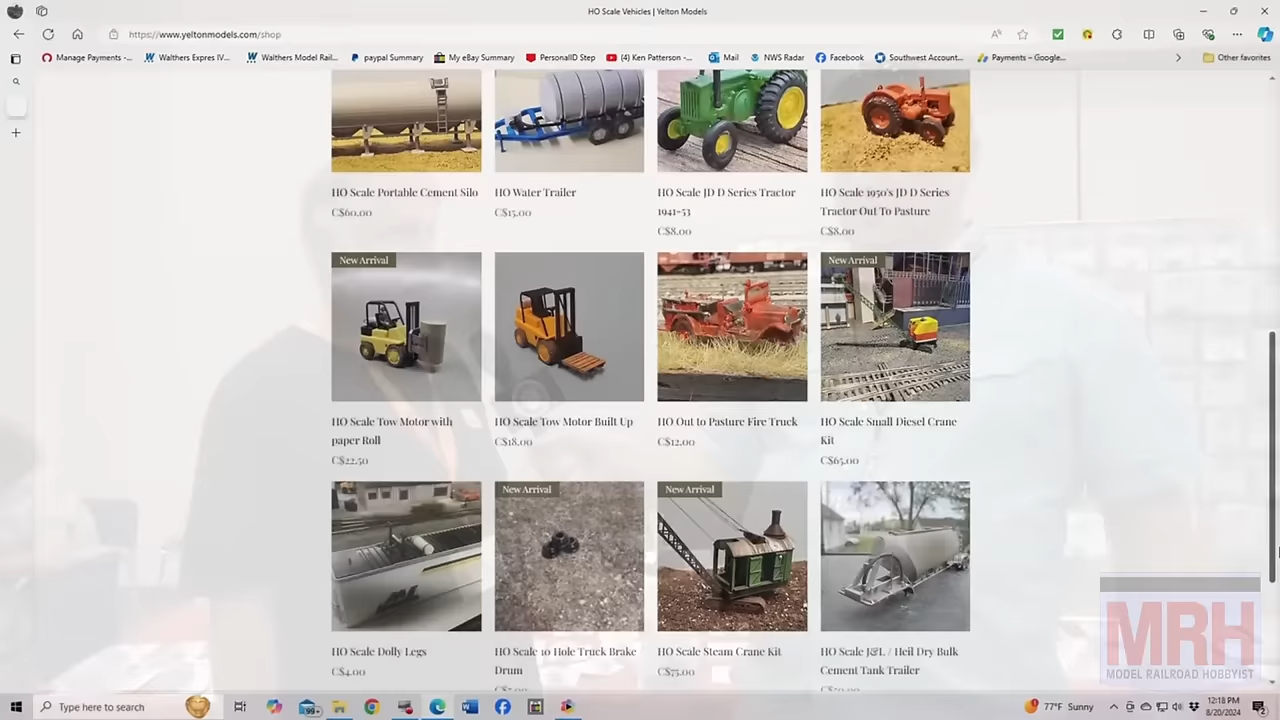 HO Scale Vehicles | Yelton Models
https://www.yeltonmodels.com/shop
Manage Payments -... Walthers Expres IV... Walthers Model Rail... paypal Summary My eBay Summary PersonalID Step (4) Ken Patterson -... Mail NWS Radar Facebook Southwest Account... Payments – Google... Other favorites
HO Scale Portable Cement Silo
C$60.00
HO Water Trailer
C$15.00
HO Scale JD D Series Tractor
1941-53
C$8.00
HO Scale 1950's JD D Series
Tractor Out To Pasture
C$8.00
New Arrival
HO Scale Tow Motor with
paper Roll
C$22.50
HO Scale Tow Motor Built Up
C$18.00
HO Out to Pasture Fire Truck
C$12.00
New Arrival
HO Scale Small Diesel Crane
Kit
C$65.00
HO Scale Dolly Legs
C$4.00
New Arrival
HO Scale 10 Hole Truck Brake
Drum
New Arrival
HO Scale Steam Crane Kit
C$75.00
HO Scale J&L / Heil Dry Bulk
Cement Tank Trailer
MRH
MODEL RAILROAD HOBBYIST
Type here to search
99+
77°F Sunny
12:18 PM
8/20/2024
2